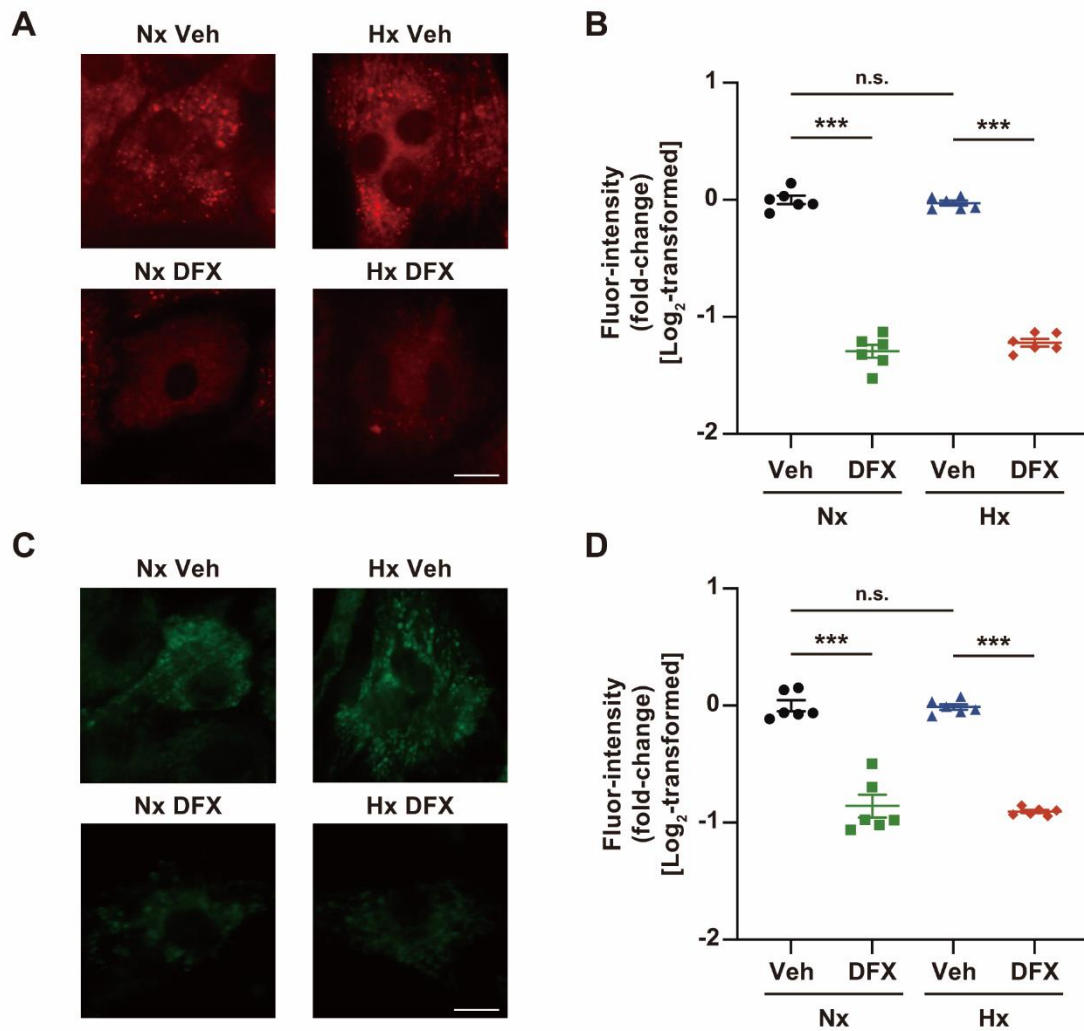 A
Nx Veh
Hx Veh
Nx DFX
Hx DFX
B
Fluor-intensity
(fold-change)
[Log₂-transformed]
1
0
-1
-2
n.s.
***
***
Veh
DFX
Veh
DFX
Nx
Hx
C
Nx Veh
Hx Veh
Nx DFX
Hx DFX
D
Fluor-intensity
(fold-change)
[Log₂-transformed]
1
0
-1
-2
n.s.
***
***
Veh
DFX
Veh
DFX
Nx
Hx